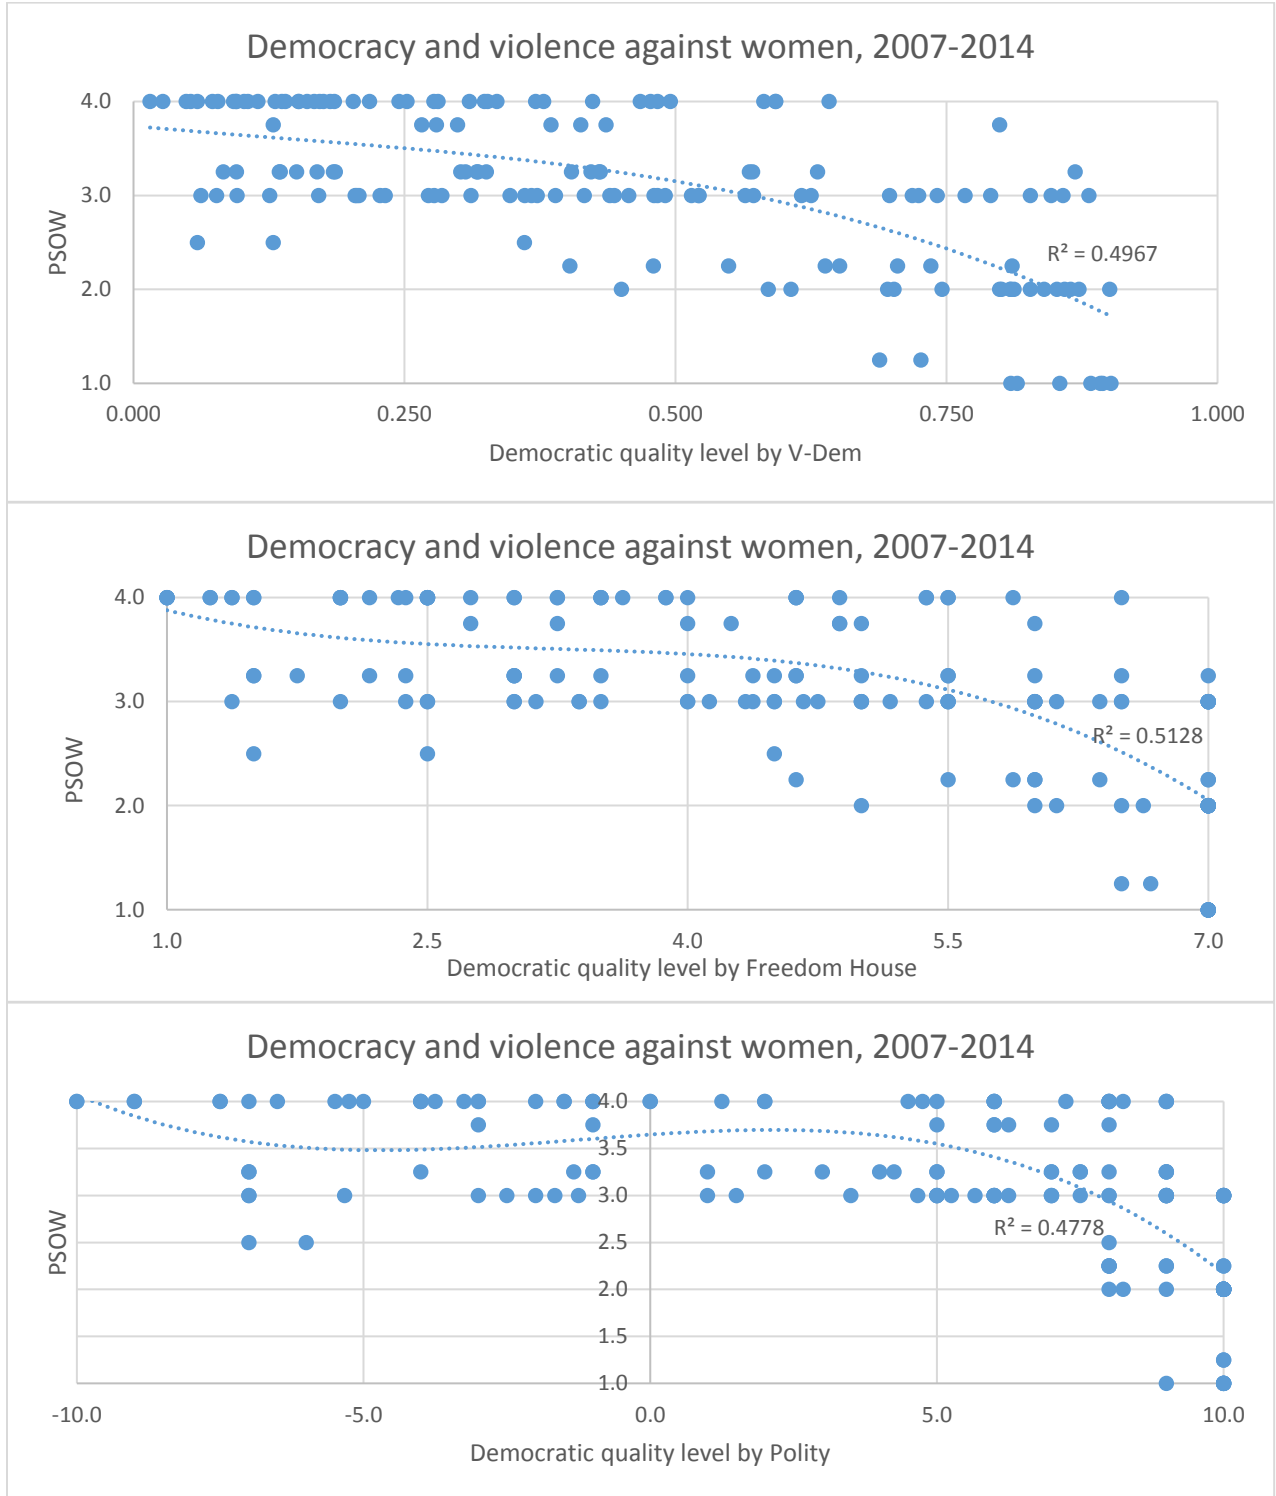 Democracy and violence against women, 2007-2014
4.0
3.0
2.0
1.0
PSOW
R² = 0.4967
0.000 0.250 0.500 0.750 1.000
Democratic quality level by V-Dem
Democracy and violence against women, 2007-2014
4.0
3.0
2.0
1.0
PSOW
R² = 0.5128
1.0 2.5 4.0 5.5 7.0
Democratic quality level by Freedom House
Democracy and violence against women, 2007-2014
4.0
3.5
3.0
2.5
2.0
1.5
1.0
PSOW
R² = 0.4778
-10.0 -5.0 0.0 5.0 10.0
Democratic quality level by Polity